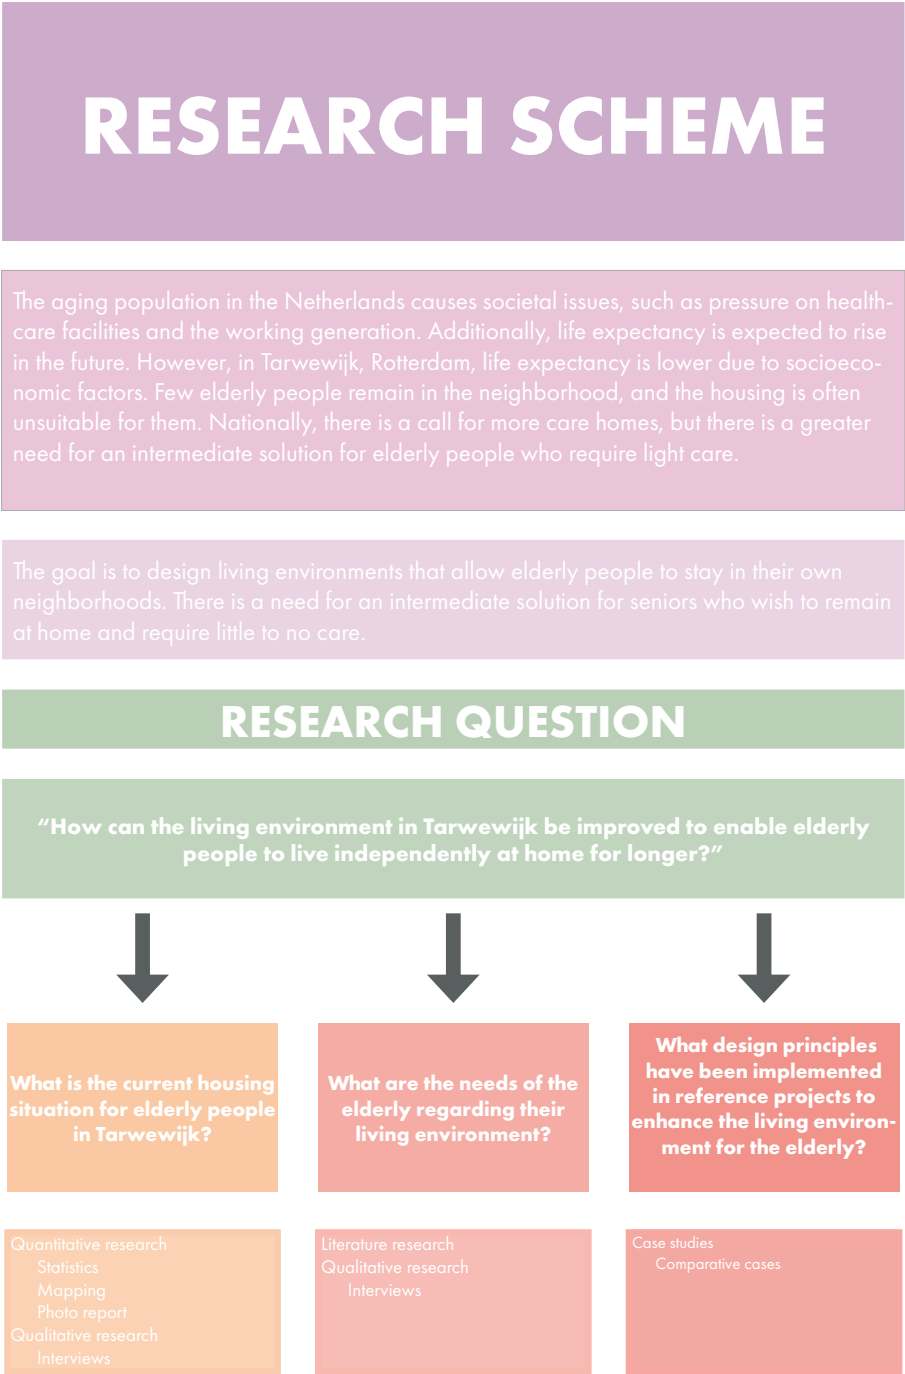 RESEARCH SCHEME
The aging population in the Netherlands causes societal issues, such as pressure on health-
care facilities and the working generation. Additionally, life expectancy is expected to rise
in the future. However, in Tarwewijk, Rotterdam, life expectancy is lower due to socioeco-
nomic factors. Few elderly people remain in the neighborhood, and the housing is often
unsuitable for them. Nationally, there is a call for more care homes, but there is a greater
need for an intermediate solution for elderly people who require light care.
The goal is to design living environments that allow elderly people to stay in their own
neighborhoods. There is a need for an intermediate solution for seniors who wish to remain
at home and require little to no care.
RESEARCH QUESTION
“How can the living environment in Tarwewijk be improved to enable elderly
people to live independently at home for longer?”
What is the current housing
situation for elderly people
in Tarwewijk?
What are the needs of the
elderly regarding their
living environment?
What design principles
have been implemented
in reference projects to
enhance the living environ-
ment for the elderly?
Quantitative research
Statistics
Mapping
Photo report
Qualitative research
Interviews
Literature research
Qualitative research
Interviews
Case studies
Comparative cases